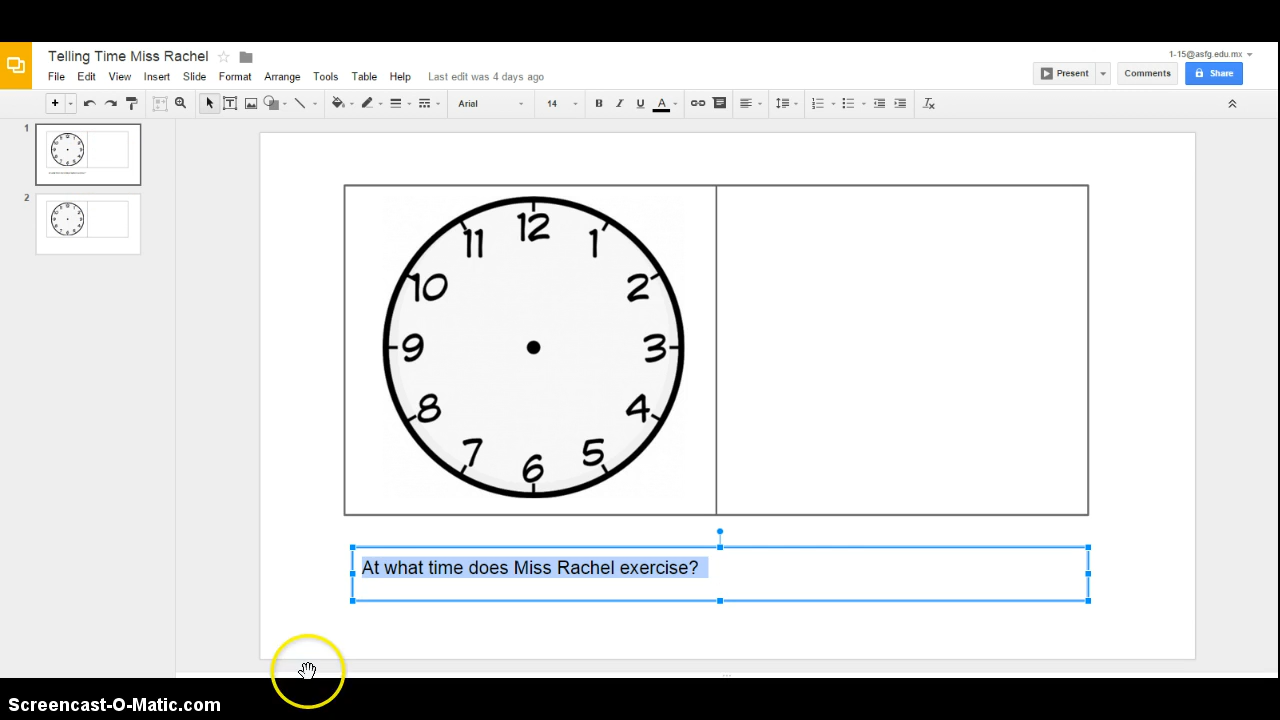 Telling Time Miss Rachel
1-15@asfg.edu.mx
File Edit View Insert Slide Format Arrange Tools Table Help Last edit was 4 days ago
Present Comments Share
Arial 14 B I U A
1
2
12
11 1
10 2
9 3
8 4
7 5
6
At what time does Miss Rachel exercise?
Screencast-O-Matic.com